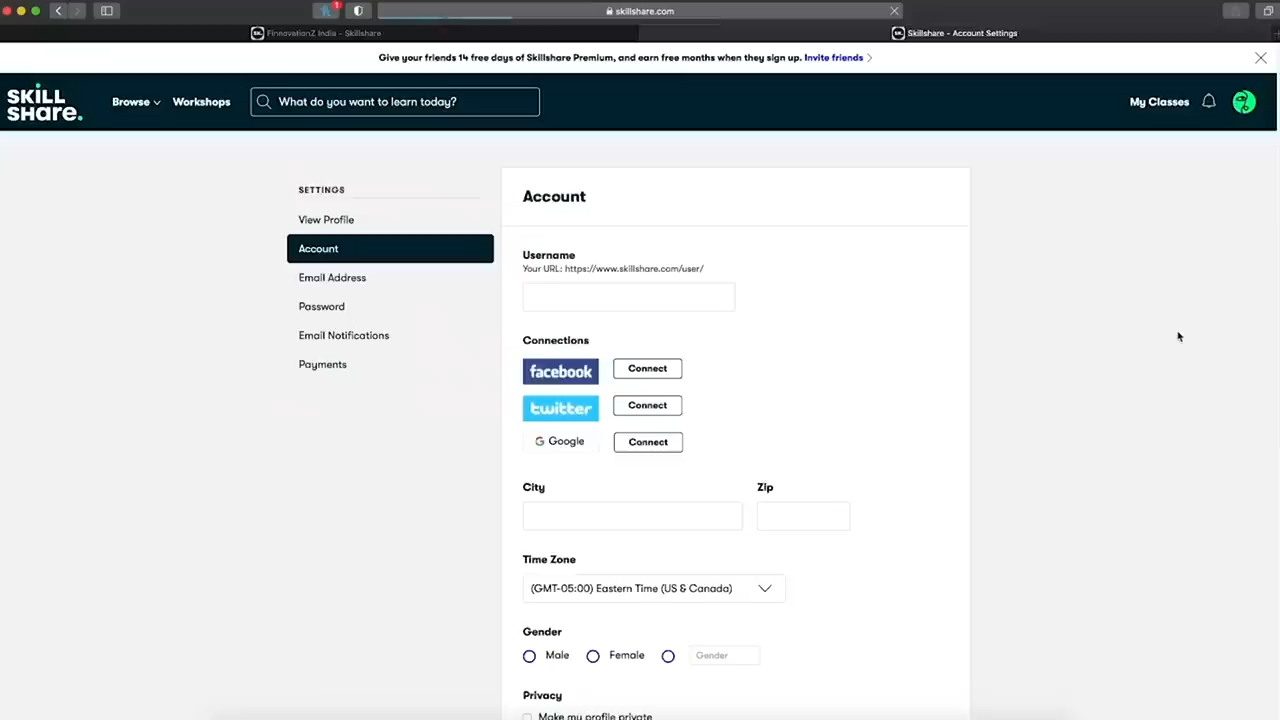 1
skillshare.com
FinnovationZ India - Skillshare
Skillshare - Account Settings
Give your friends 14 free days of Skillshare Premium, and earn free months when they sign up. Invite friends
SKILL
SHARE.
Browse
Workshops
What do you want to learn today?
My Classes
SETTINGS
View Profile
Account
Email Address
Password
Email Notifications
Payments
Account
Username
Your URL: https://www.skillshare.com/user/
Connections
facebook Connect
twitter Connect
Google Connect
City Zip
Time Zone
(GMT-05:00) Eastern Time (US & Canada)
Gender
Male Female Gender
Privacy
Make my profile private